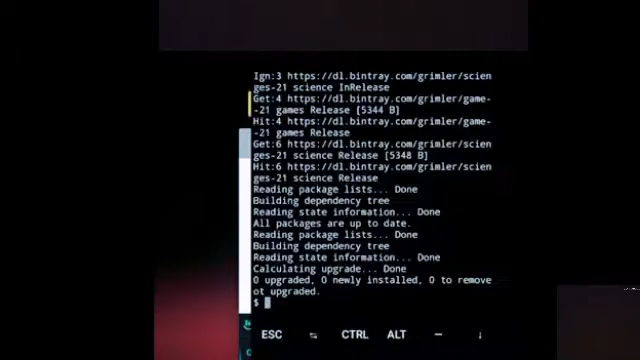 Ign:3 https://dl.bintray.com/grimler/scien
ges-21 science InRelease
Get:4 https://dl.bintray.com/grimler/game-
-21 games Release [5344 B]
Hit:4 https://dl.bintray.com/grimler/game-
-21 games Release
Get:6 https://dl.bintray.com/grimler/scien
ges-21 science Release [5348 B]
Hit:6 https://dl.bintray.com/grimler/scien
ges-21 science Release
Reading package lists... Done
Building dependency tree
Reading state information... Done
All packages are up to date.
Reading package lists... Done
Building dependency tree
Reading state information... Done
Calculating upgrade... Done
0 upgraded, 0 newly installed, 0 to remove
ot upgraded.
$
ESC ⇆ CTRL ALT – ↓